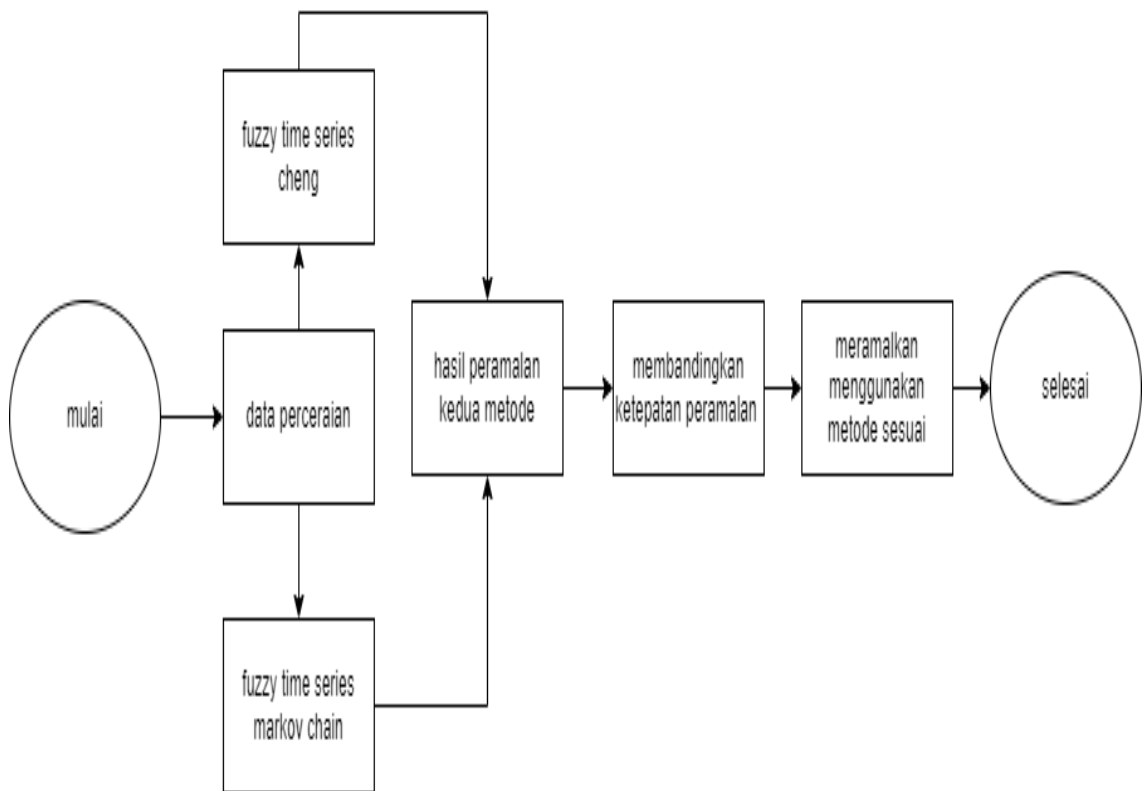 fuzzy time series
cheng
mulai
data perceraian
hasil peramalan
kedua metode
membandingkan
ketepatan peramalan
meramalkan
menggunakan
metode sesuai
selesai
fuzzy time series
markov chain